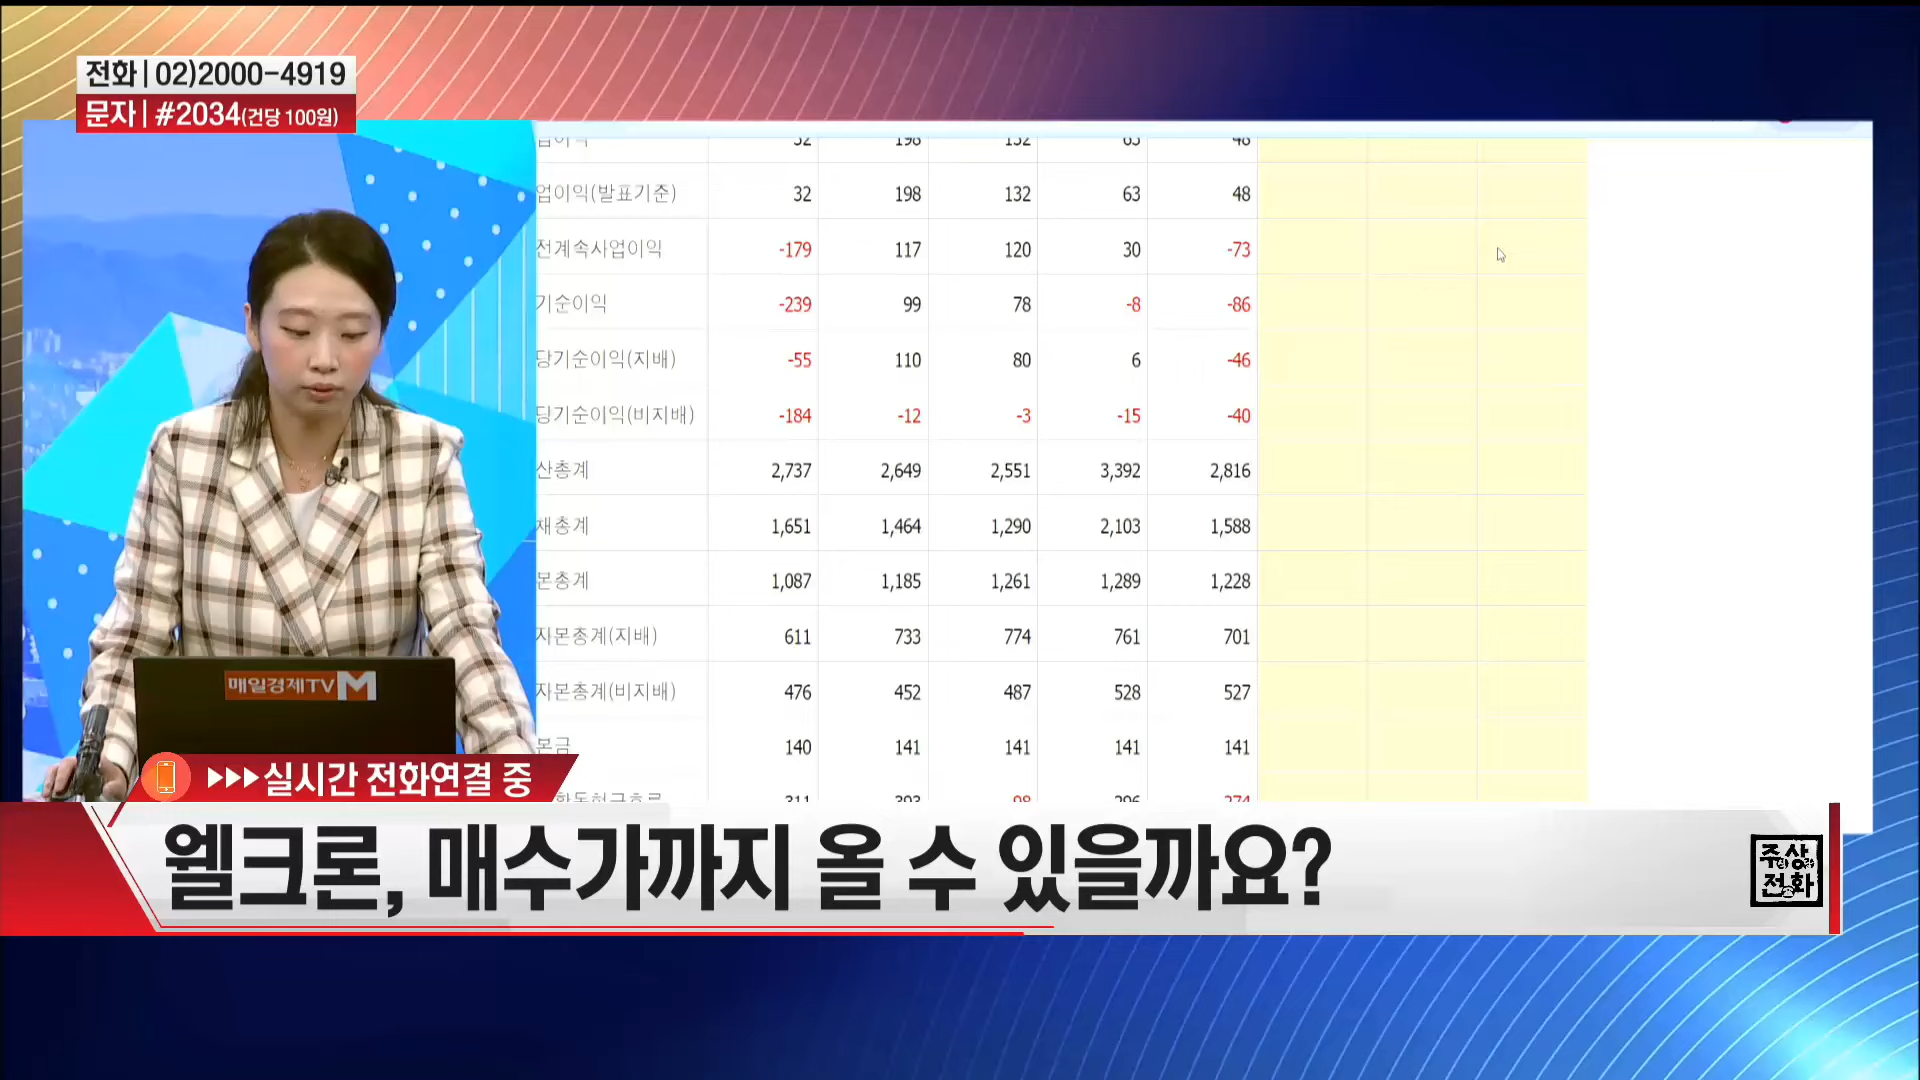 전화 | 02)2000-4919
문자 | #2034(건당 100원)
업이익(발표기준) 32 198 132 63 48
전계속사업이익 -179 117 120 30 -73
기순이익 -239 99 78 -8 -86
당기순이익(지배) -55 110 80 6 -46
당기순이익(비지배) -184 -12 -3 -15 -40
산총계 2,737 2,649 2,551 3,392 2,816
채총계 1,651 1,464 1,290 2,103 1,588
본총계 1,087 1,185 1,261 1,289 1,228
자본총계(지배) 611 733 774 761 701
자본총계(비지배) 476 452 487 528 527
본금 140 141 141 141 141
매일경제TV M
▶▶▶실시간 전화연결 중
웰크론, 매수가까지 올 수 있을까요?
주상
전화